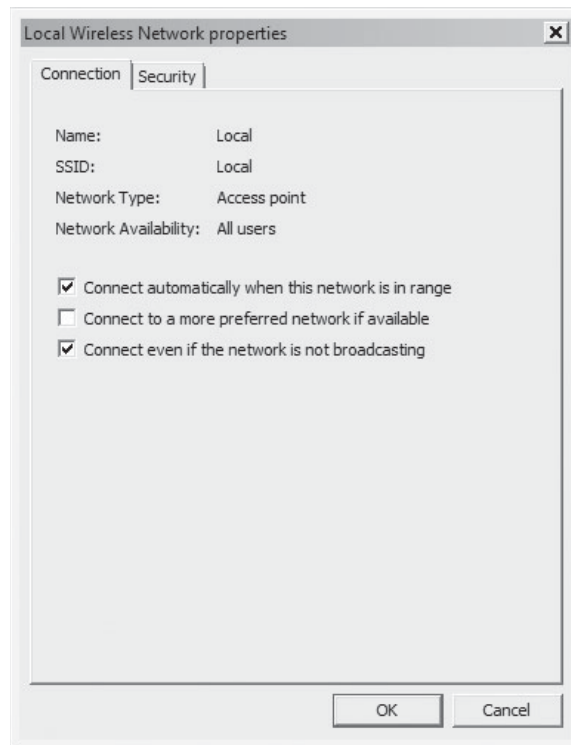 Local Wireless Network properties
Connection Security
Name: Local
SSID: Local
Network Type: Access point
Network Availability: All users
Connect automatically when this network is in range
Connect to a more preferred network if available
Connect even if the network is not broadcasting
OK Cancel